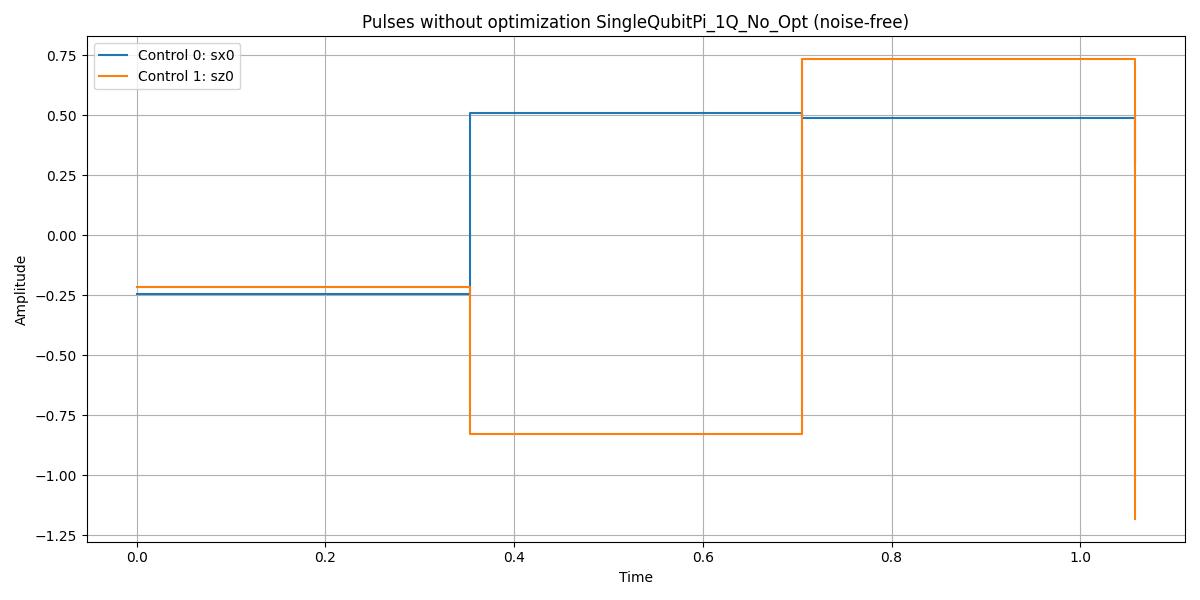 Pulses without optimization SingleQubitPi_1Q_No_Opt (noise-free)
Control 0: sx0
Control 1: sz0
Amplitude
0.75
0.50
0.25
0.00
−0.25
−0.50
−0.75
−1.00
−1.25
0.0 0.2 0.4 0.6 0.8 1.0
Time